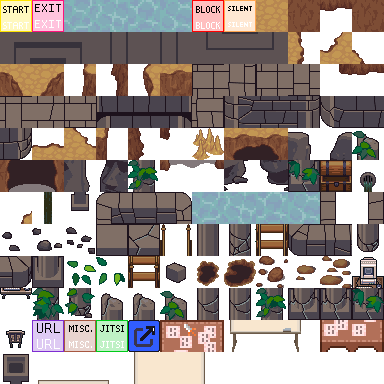 START
START
EXIT
EXIT
BLOCK
BLOCK
SILENT
SILENT
URL
URL
MISC.
MISC.
JITSI
JITSI